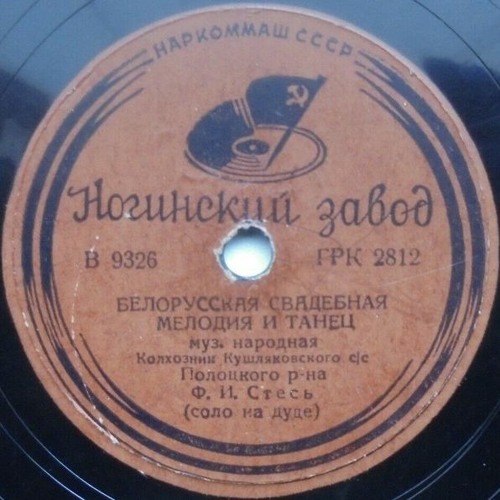 НАРКОММАШ СССР
Ногинский завод
В 9326 ГРК 2812
БЕЛОРУССКАЯ СВАДЕБНАЯ
МЕЛОДИЯ И ТАНЕЦ
муз. народная
Колхозник Кушляковского с/с
Полоцкого р-на
Ф. И. Стесь
(соло на дуде)